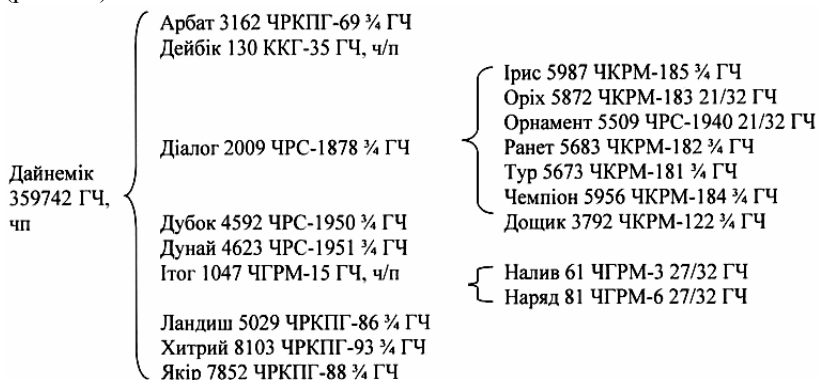 Дайнемік
359742 ГЧ,
чп
Арбат 3162 ЧРКПГ-69 ¾ ГЧ
Дейбік 130 ККГ-35 ГЧ, ч/п
Діалог 2009 ЧРС-1878 ¾ ГЧ
Дубок 4592 ЧРС-1950 ¾ ГЧ
Дунай 4623 ЧРС-1951 ¾ ГЧ
Ітог 1047 ЧГРМ-15 ГЧ, ч/п
Ландиш 5029 ЧРКПГ-86 ¾ ГЧ
Хитрий 8103 ЧРКПГ-93 ¾ ГЧ
Якір 7852 ЧРКПГ-88 ¾ ГЧ
Ірис 5987 ЧКРМ-185 ¾ ГЧ
Оріх 5872 ЧКРМ-183 21/32 ГЧ
Орнамент 5509 ЧРС-1940 21/32 ГЧ
Ранет 5683 ЧКРМ-182 ¾ ГЧ
Тур 5673 ЧКРМ-181 ¾ ГЧ
Чемпіон 5956 ЧКРМ-184 ¾ ГЧ
Дощик 3792 ЧКРМ-122 ¾ ГЧ
Налив 61 ЧГРМ-3 27/32 ГЧ
Наряд 81 ЧГРМ-6 27/32 ГЧ